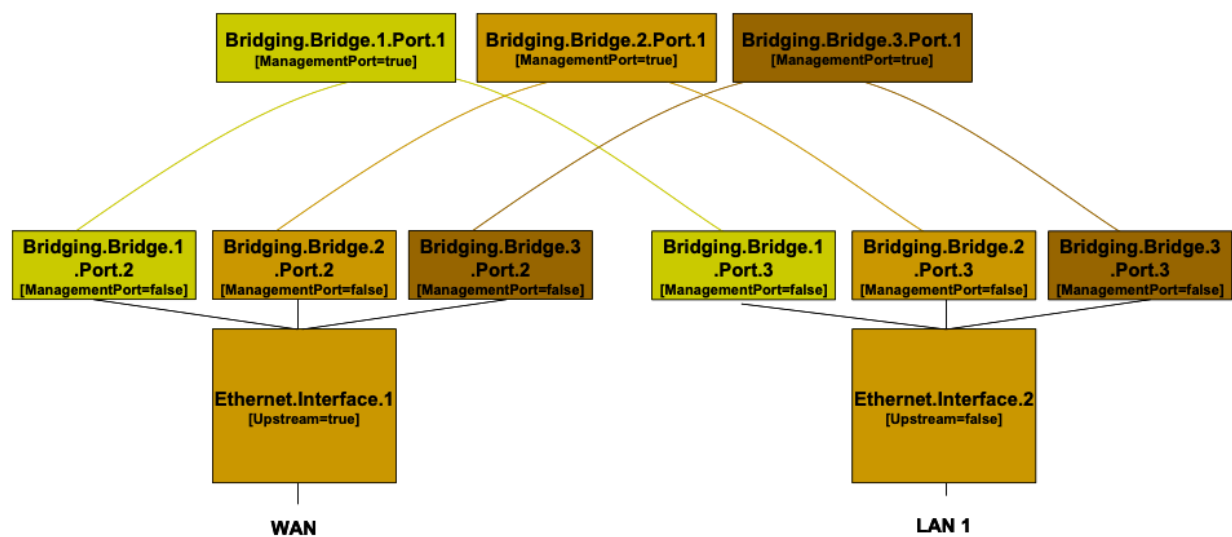 Bridging.Bridge.1.Port.1
[ManagementPort=true]
Bridging.Bridge.2.Port.1
[ManagementPort=true]
Bridging.Bridge.3.Port.1
[ManagementPort=true]
Bridging.Bridge.1
.Port.2
[ManagementPort=false]
Bridging.Bridge.2
.Port.2
[ManagementPort=false]
Bridging.Bridge.3
.Port.2
[ManagementPort=false]
Bridging.Bridge.1
.Port.3
[ManagementPort=false]
Bridging.Bridge.2
.Port.3
[ManagementPort=false]
Bridging.Bridge.3
.Port.3
[ManagementPort=false]
Ethernet.Interface.1
[Upstream=true]
Ethernet.Interface.2
[Upstream=false]
WAN
LAN 1